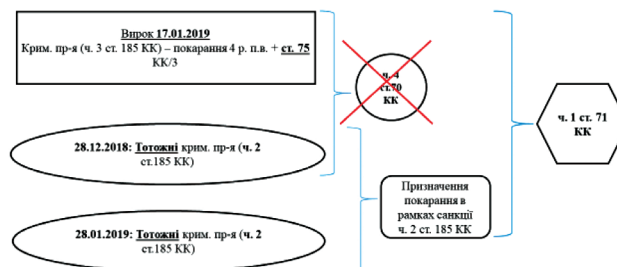 Вирок 17.01.2019
Крим. пр-я (ч. 3 ст. 185 КК) – покарання 4 р. п.в. + ст. 75
КК/3
ч. 4
ст.70
КК
ч. 1 ст. 71
КК
28.12.2018: Тотожні крим. пр-я (ч. 2
ст.185 КК)
Призначення
покарання в
рамках санкції
ч. 2 ст. 185 КК
28.01.2019: Тотожні крим. пр-я (ч. 2
ст.185 КК)